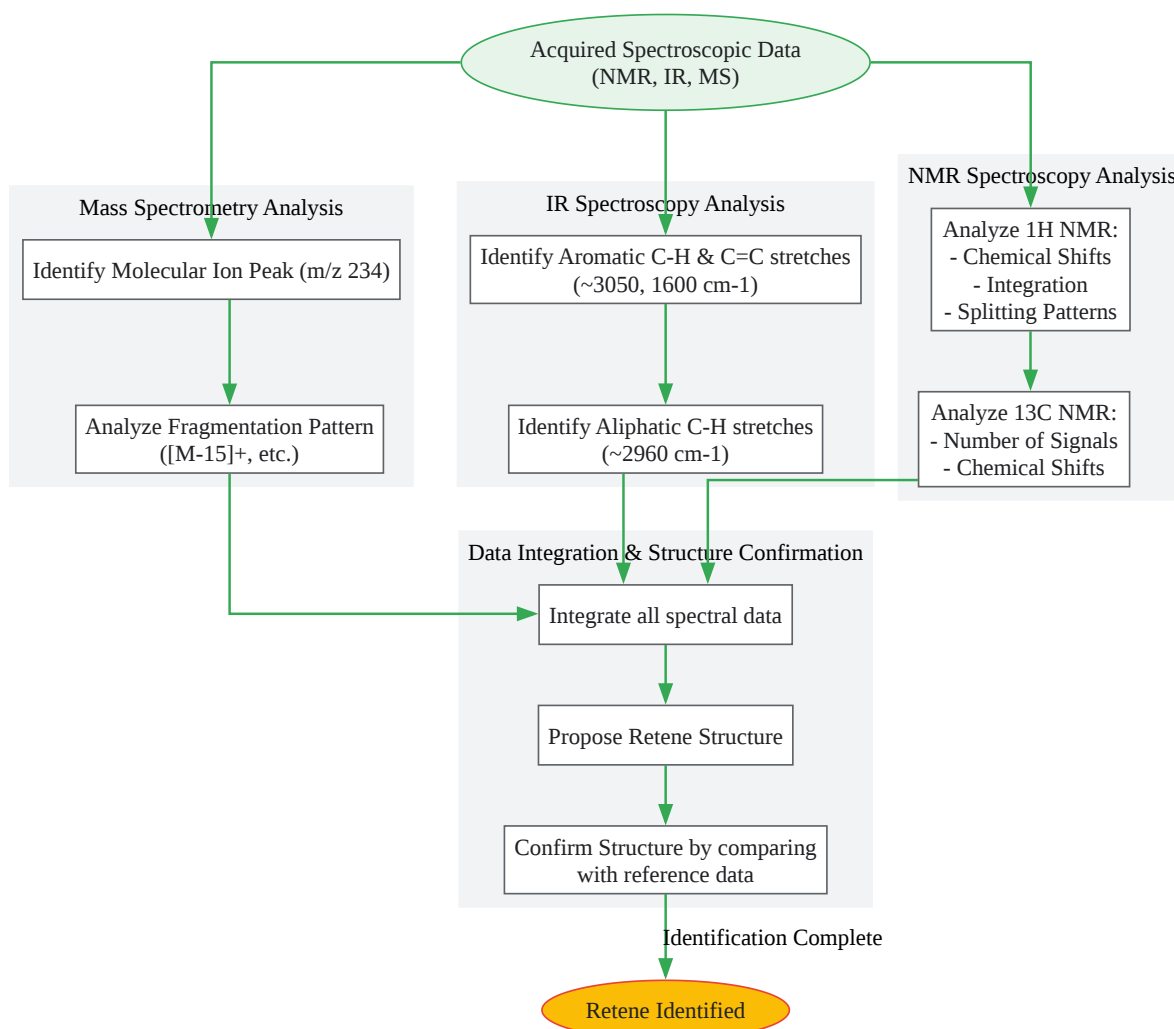 Acquired Spectroscopic Data
(NMR, IR, MS)
Mass Spectrometry Analysis
Identify Molecular Ion Peak (m/z 234)
Analyze Fragmentation Pattern
([M-15]+, etc.)
IR Spectroscopy Analysis
Identify Aromatic C-H & C=C stretches
(~3050, 1600 cm-1)
Identify Aliphatic C-H stretches
(~2960 cm-1)
NMR Spectroscopy Analysis
Analyze 1H NMR:
- Chemical Shifts
- Integration
- Splitting Patterns
Analyze 13C NMR:
- Number of Signals
- Chemical Shifts
Data Integration & Structure Confirmation
Integrate all spectral data
Propose Retene Structure
Confirm Structure by comparing
with reference data
Identification Complete
Retene Identified